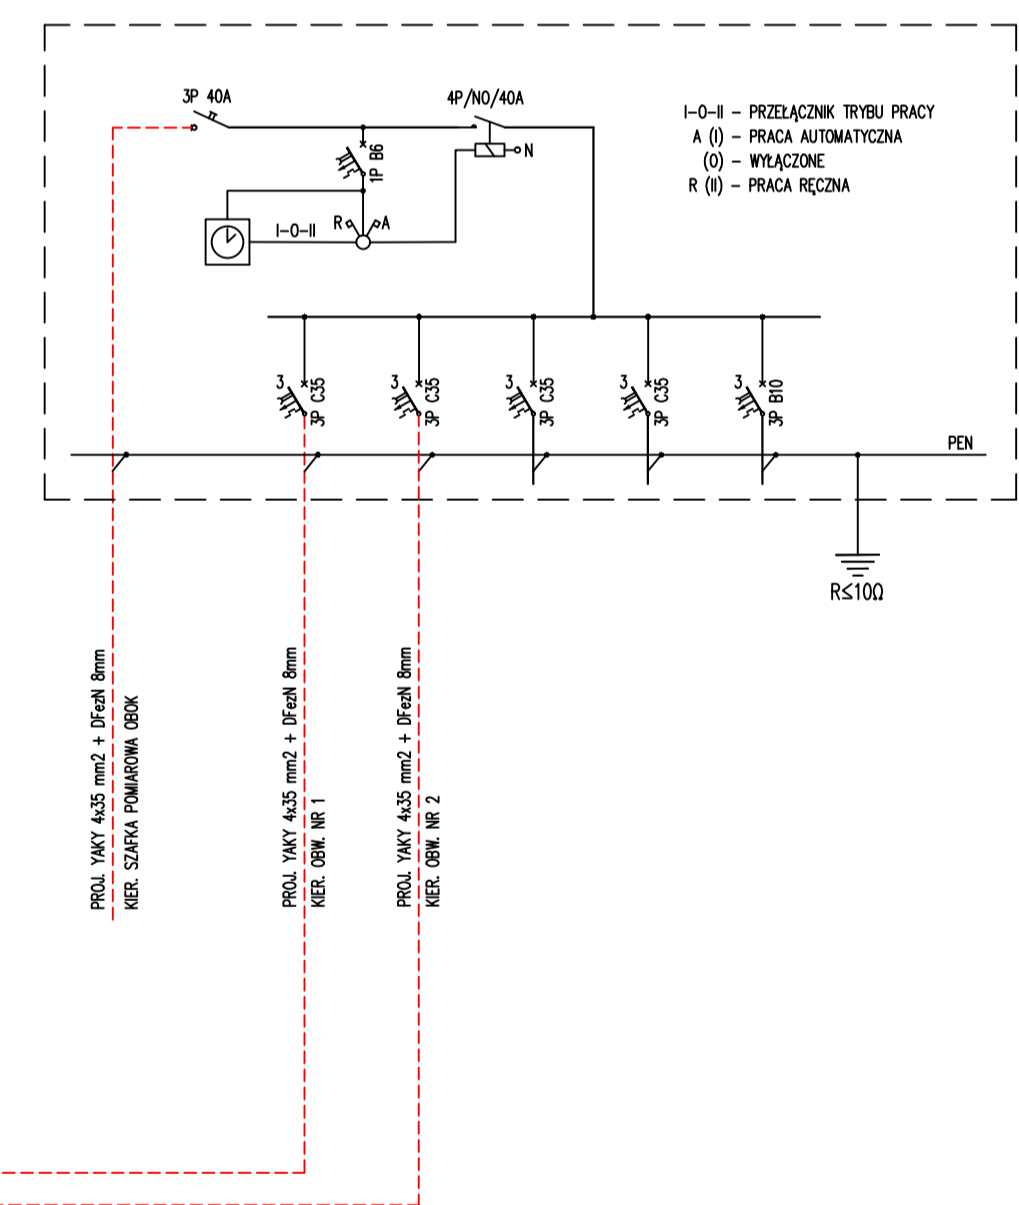 3P 40A
4P/NO/40A
I-O-II – PRZEŁĄCZNIK TRYBU PRACY
A (I) – PRACA AUTOMATYCZNA
(O) – WYŁĄCZONE
R (II) – PRACA RĘCZNA
1P B6
N
R
A
I-O-II
3
3P C35
3
3P C35
3
3P C35
3
3P C35
3
3P B10
PEN
R≤10Ω
PROJ. YAKY 4x35 mm2 + DFezN 8mm
KIER. SZAFKA POMIAROWA OBOK
PROJ. YAKY 4x35 mm2 + DFezN 8mm
KIER. OBW. NR 1
PROJ. YAKY 4x35 mm2 + DFezN 8mm
KIER. OBW. NR 2